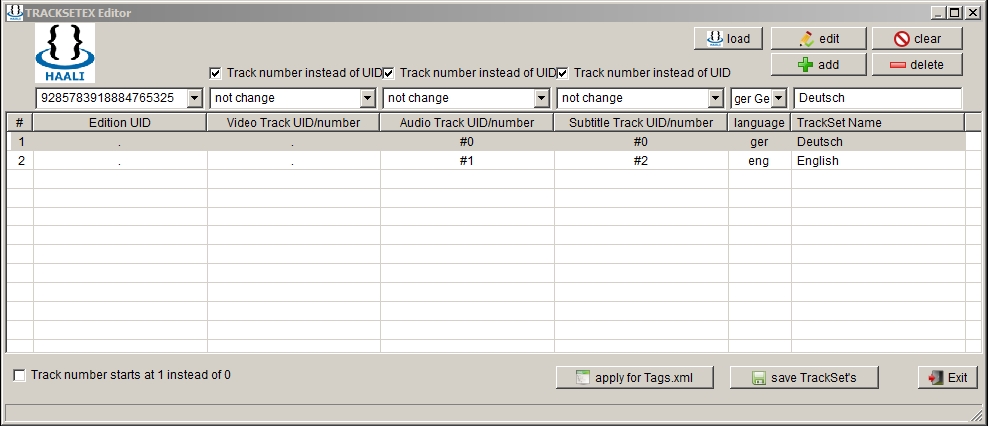 TRACKSETEX Editor
{ }
HAALI
HAALI load
edit
clear
add
delete
Track number instead of UID
Track number instead of UID
Track number instead of UID
9285783918884765325
not change
not change
not change
ger Ge
Deutsch
# Edition UID Video Track UID/number Audio Track UID/number Subtitle Track UID/number language TrackSet Name
1 . . #0 #0 ger Deutsch
2 . . #1 #2 eng English
Track number starts at 1 instead of 0
apply for Tags.xml
save TrackSet's
Exit